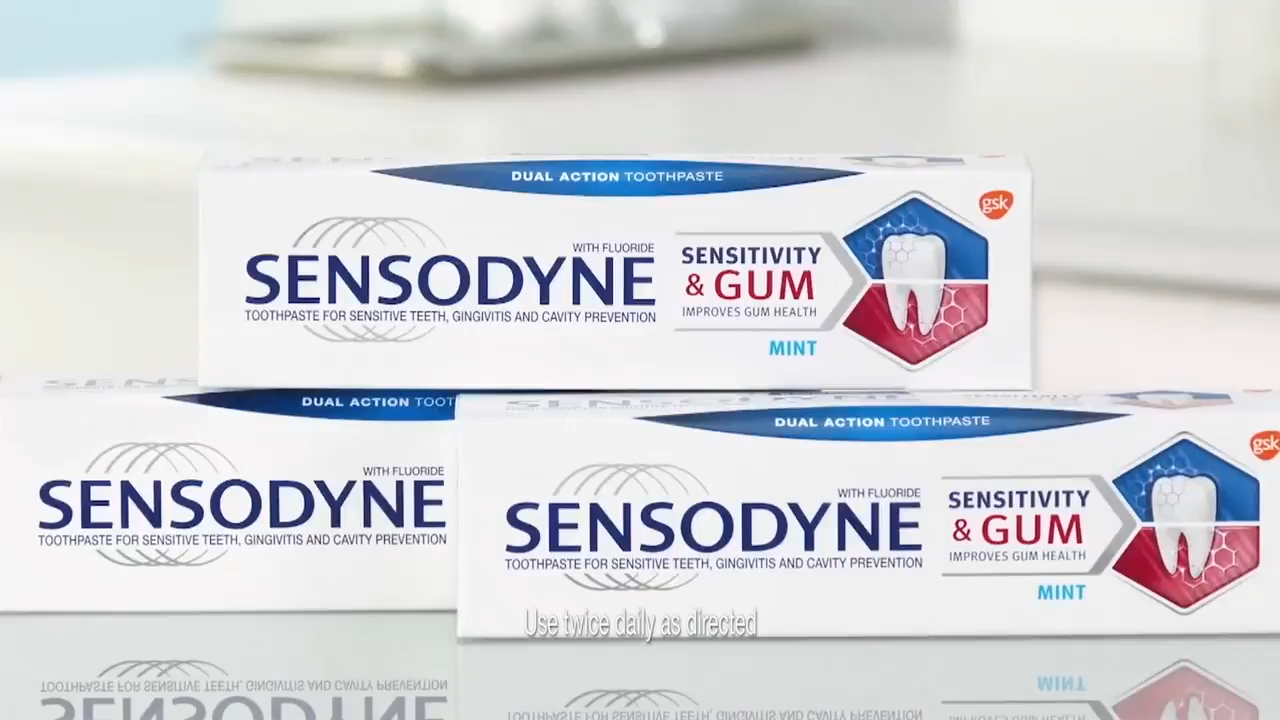 DUAL ACTION TOOTHPASTE
gsk
WITH FLUORIDE
SENSODYNE
TOOTHPASTE FOR SENSITIVE TEETH, GINGIVITIS AND CAVITY PREVENTION
SENSITIVITY
& GUM
IMPROVES GUM HEALTH
MINT
DUAL ACTION TOOT
WITH FLUORIDE
SENSODYNE
TOOTHPASTE FOR SENSITIVE TEETH, GINGIVITIS AND CAVITY PREVENTION
DUAL ACTION TOOTHPASTE
gsk
WITH FLUORIDE
SENSODYNE
TOOTHPASTE FOR SENSITIVE TEETH, GINGIVITIS AND CAVITY PREVENTION
SENSITIVITY
& GUM
IMPROVES GUM HEALTH
MINT
Use twice daily as directed